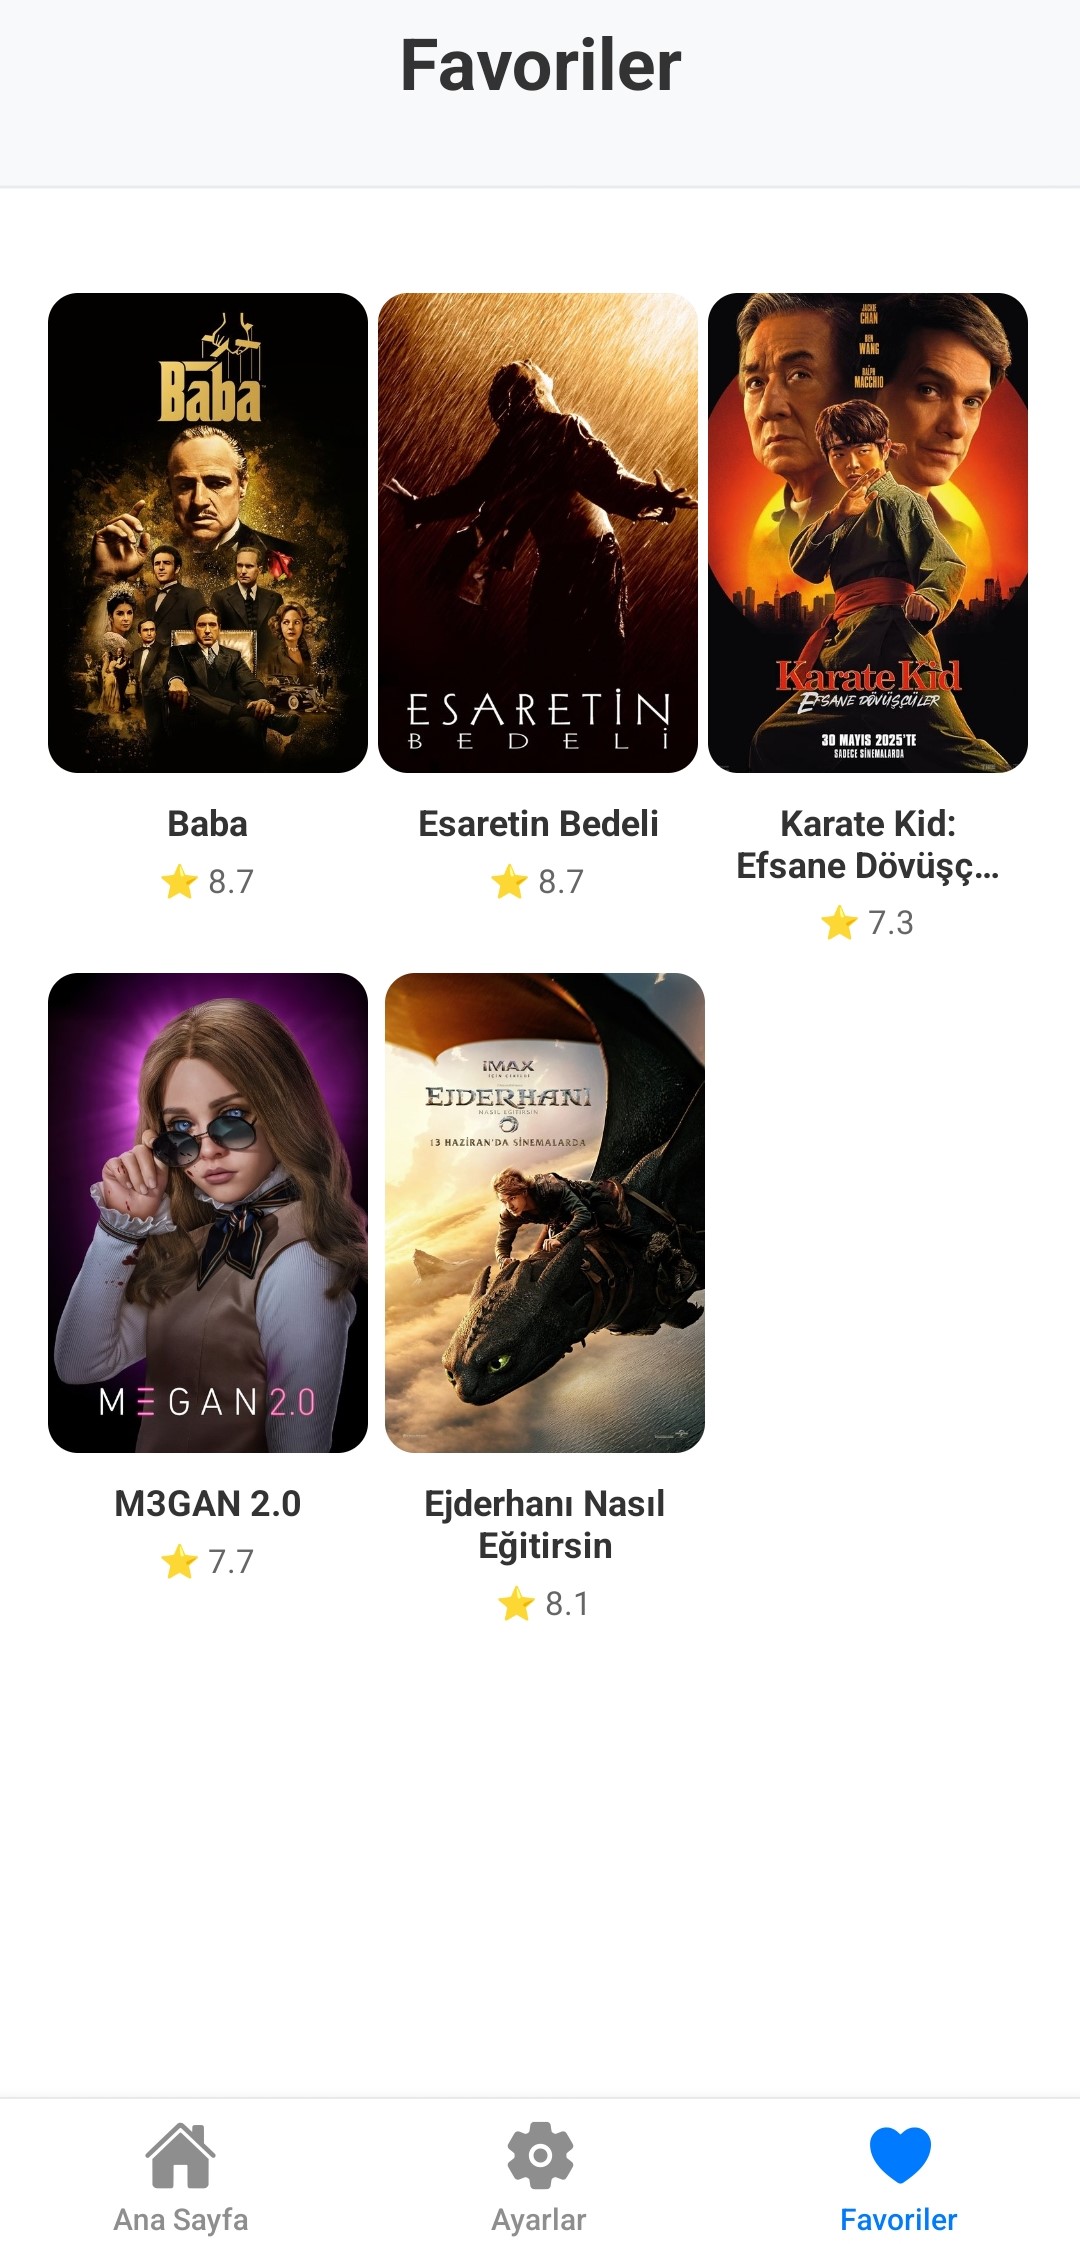 Favoriler
Baba
JACKIE CHAN
BEN WANG
RALPH MACCHIO
ESARETİN
BEDELİ
Karate Kid
EFSANE DÖVÜŞÇÜLER
30 MAYIS 2025'TE
SADECE SİNEMALARDA
Baba
⭐ 8.7
Esaretin Bedeli
⭐ 8.7
Karate Kid:
Efsane Dövüşç...
⭐ 7.3
MEGAN 2.0
IMAX
EJDERHANI
NASIL EĞİTİRSİN
13 HAZİRAN'DA SİNEMALARDA
M3GAN 2.0
⭐ 7.7
Ejderhanı Nasıl
Eğitirsin
⭐ 8.1
Ana Sayfa
Ayarlar
Favoriler